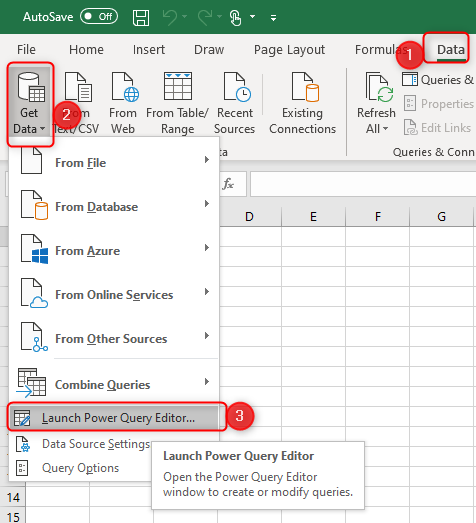 AutoSave Off
File Home Insert Draw Page Layout Formulas 1 Data
Get Data 2 Text/CSV From Web From Table/ Range Recent Sources Existing Connections Refresh All Queries &
Properties
Edit Links
Queries & Conn
From File
fx
From Database
D E F G
From Azure
From Online Services
From Other Sources
Combine Queries
Launch Power Query Editor... 3
Data Source Settings
Launch Power Query Editor
Query Options
Open the Power Query Editor
window to create or modify queries.
14
15